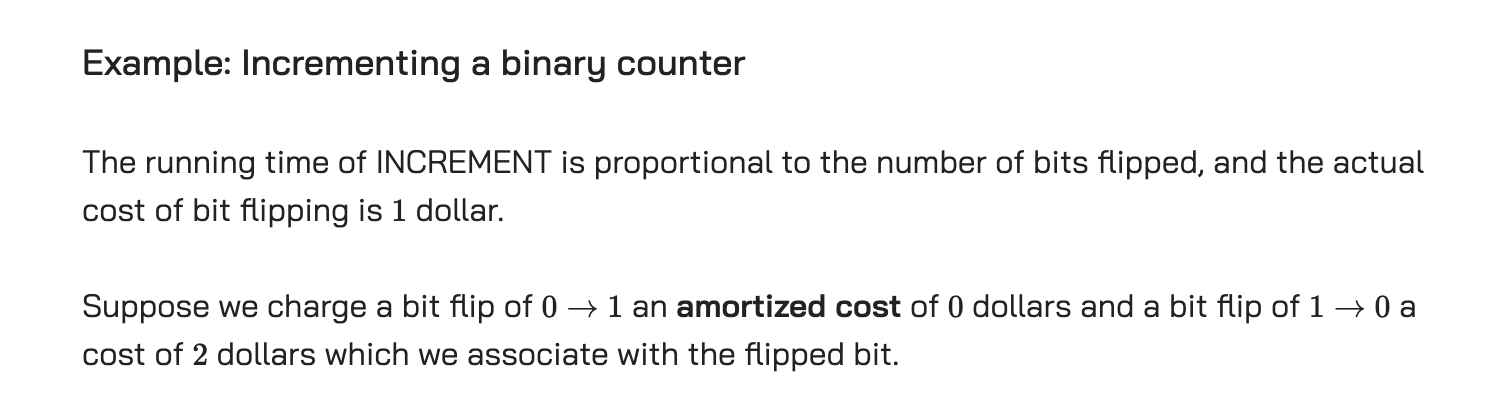 Example: Incrementing a binary counter
The running time of INCREMENT is proportional to the number of bits flipped, and the actual
cost of bit flipping is 1 dollar.
Suppose we charge a bit flip of 0 → 1 an amortized cost of 0 dollars and a bit flip of 1 → 0 a
cost of 2 dollars which we associate with the flipped bit.